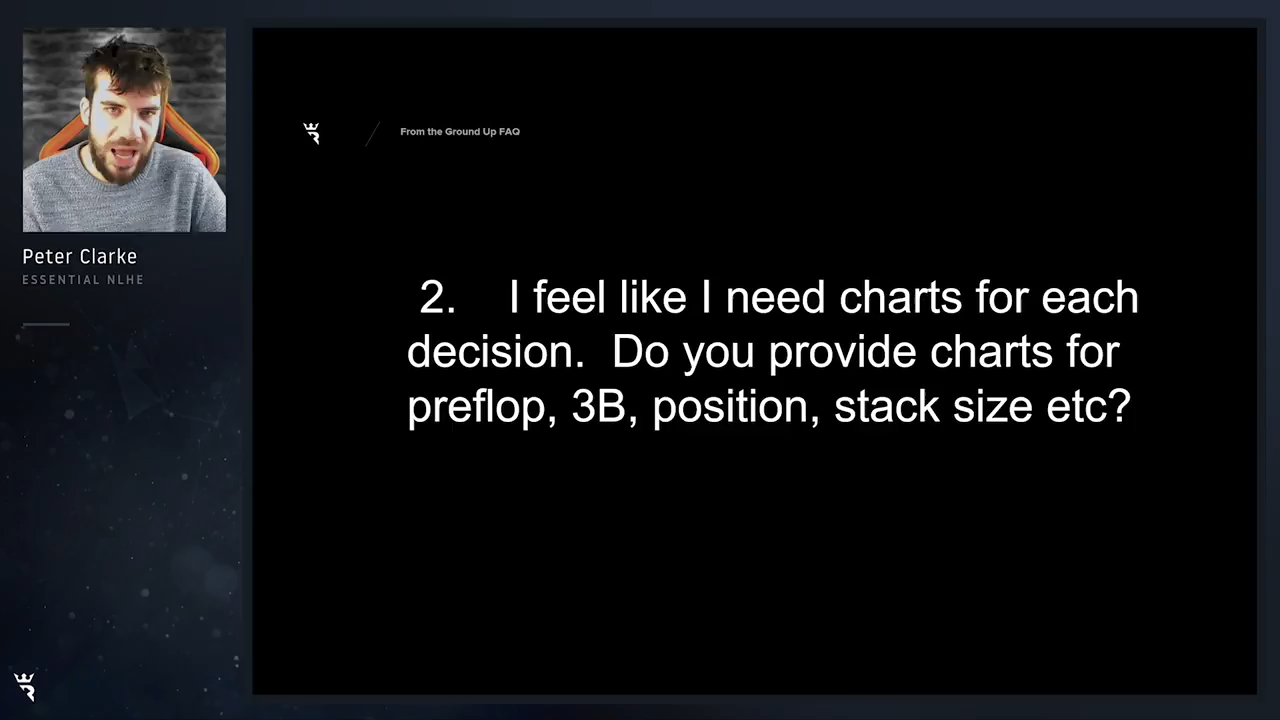 Peter Clarke
ESSENTIAL NLHE
From the Ground Up FAQ
2. I feel like I need charts for each
decision. Do you provide charts for
preflop, 3B, position, stack size etc?